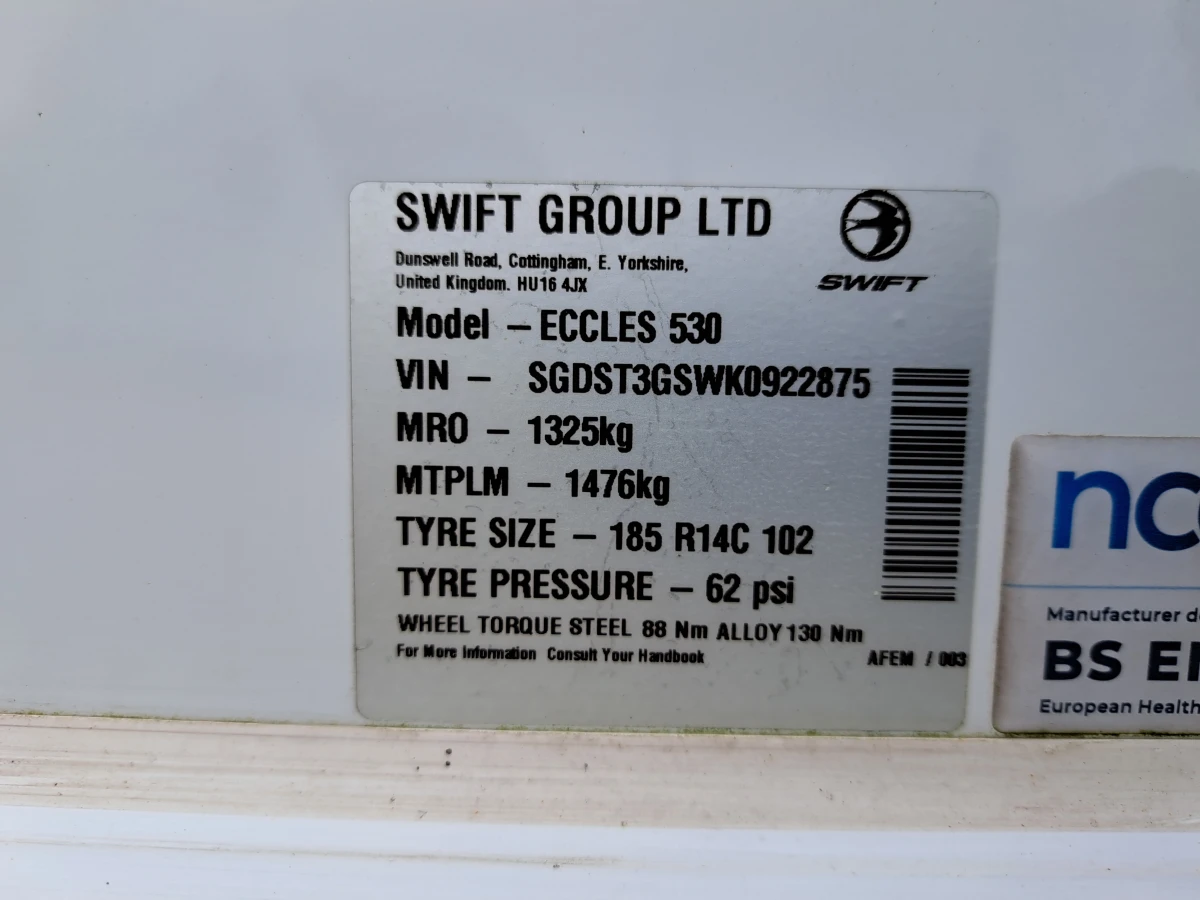 SWIFT GROUP LTD
Dunswell Road, Cottingham, E. Yorkshire,
United Kingdom. HU16 4JX
SWIFT
Model – ECCLES 530
VIN – SGDST3GSWK0922875
MRO – 1325kg
MTPLM – 1476kg
TYRE SIZE – 185 R14C 102
TYRE PRESSURE – 62 psi
WHEEL TORQUE STEEL 88 Nm ALLOY 130 Nm
For More Information Consult Your Handbook
AFEM / 003
nc
Manufacturer d
BS E
European Health